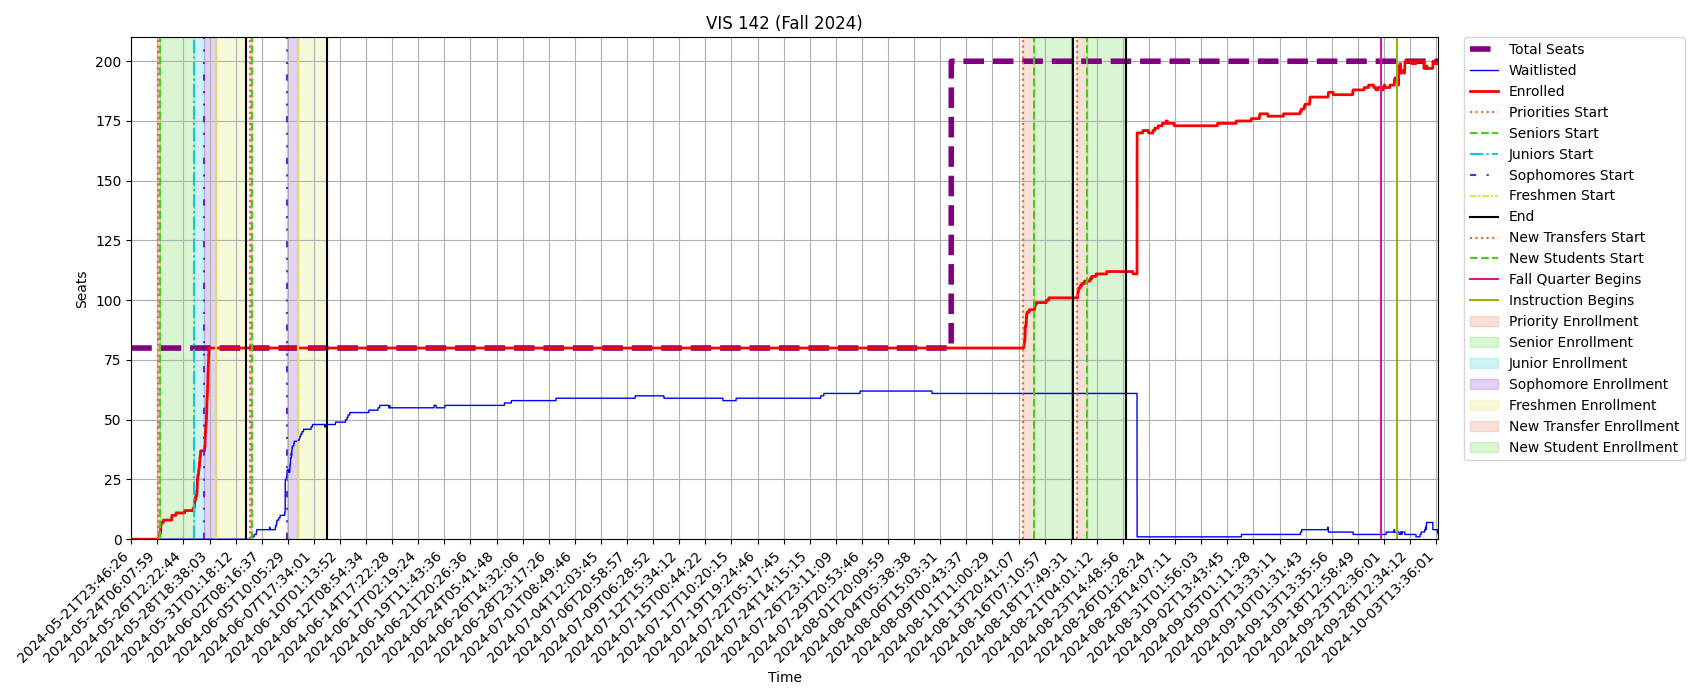 VIS 142 (Fall 2024)
Seats
200
175
150
125
100
75
50
25
0
2024-05-21T23:46:26
2024-05-24T06:07:59
2024-05-26T12:22:44
2024-05-28T18:38:03
2024-05-31T01:18:12
2024-06-02T08:16:37
2024-06-05T10:05:29
2024-06-07T17:34:01
2024-06-10T01:13:52
2024-06-12T08:54:34
2024-06-14T17:22:28
2024-06-17T02:19:24
2024-06-19T11:43:36
2024-06-21T20:26:36
2024-06-24T05:41:48
2024-06-26T14:32:06
2024-06-28T23:17:26
2024-07-01T08:49:46
2024-07-04T12:03:45
2024-07-06T20:58:57
2024-07-09T06:28:52
2024-07-12T15:34:12
2024-07-15T00:44:22
2024-07-17T10:20:15
2024-07-19T19:24:46
2024-07-22T05:17:45
2024-07-24T14:15:15
2024-07-26T23:11:09
2024-07-29T20:53:46
2024-08-01T20:09:59
2024-08-04T05:38:38
2024-08-06T15:03:31
2024-08-09T00:43:37
2024-08-11T11:00:29
2024-08-13T20:41:07
2024-08-16T07:10:57
2024-08-18T17:49:31
2024-08-21T04:01:12
2024-08-23T14:48:56
2024-08-26T01:28:24
2024-08-28T14:07:11
2024-08-31T01:56:03
2024-09-02T13:43:45
2024-09-05T01:11:28
2024-09-07T13:33:11
2024-09-10T01:31:43
2024-09-13T13:35:56
2024-09-18T12:58:49
2024-09-23T12:36:01
2024-09-28T12:34:12
2024-10-03T13:36:01
Time
Total Seats
Waitlisted
Enrolled
Priorities Start
Seniors Start
Juniors Start
Sophomores Start
Freshmen Start
End
New Transfers Start
New Students Start
Fall Quarter Begins
Instruction Begins
Priority Enrollment
Senior Enrollment
Junior Enrollment
Sophomore Enrollment
Freshmen Enrollment
New Transfer Enrollment
New Student Enrollment